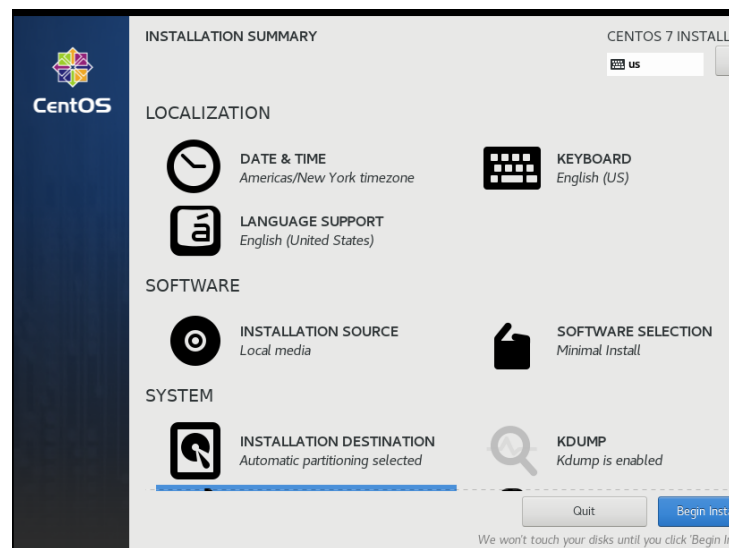 INSTALLATION SUMMARY
CENTOS 7 INSTALL
us
CentOS
LOCALIZATION
DATE & TIME
Americas/New York timezone
KEYBOARD
English (US)
LANGUAGE SUPPORT
English (United States)
SOFTWARE
INSTALLATION SOURCE
Local media
SOFTWARE SELECTION
Minimal Install
SYSTEM
INSTALLATION DESTINATION
Automatic partitioning selected
KDUMP
Kdump is enabled
Quit
Begin Inst
We won't touch your disks until you click 'Begin In